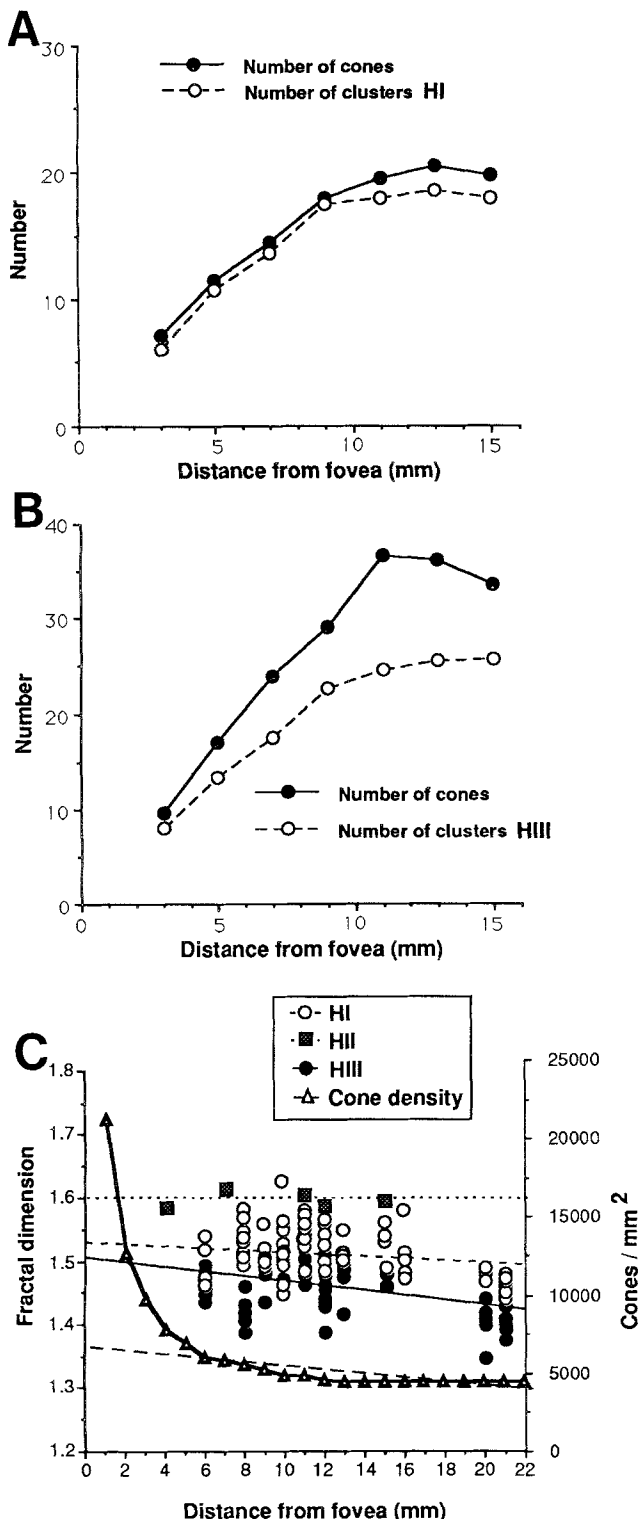 A
30
Number of cones
Number of clusters HI
20
10
0
Number
0 5 10 15
Distance from fovea (mm)
B
40
30
20
10
0
Number
Number of cones
Number of clusters HIII
0 5 10 15
Distance from fovea (mm)
C
HI
HII
HIII
Cone density
1.8
1.7
1.6
1.5
1.4
1.3
1.2
Fractal dimension
25000
20000
15000
10000
5000
0
Cones / mm²
0 2 4 6 8 10 12 14 16 18 20 22
Distance from fovea (mm)